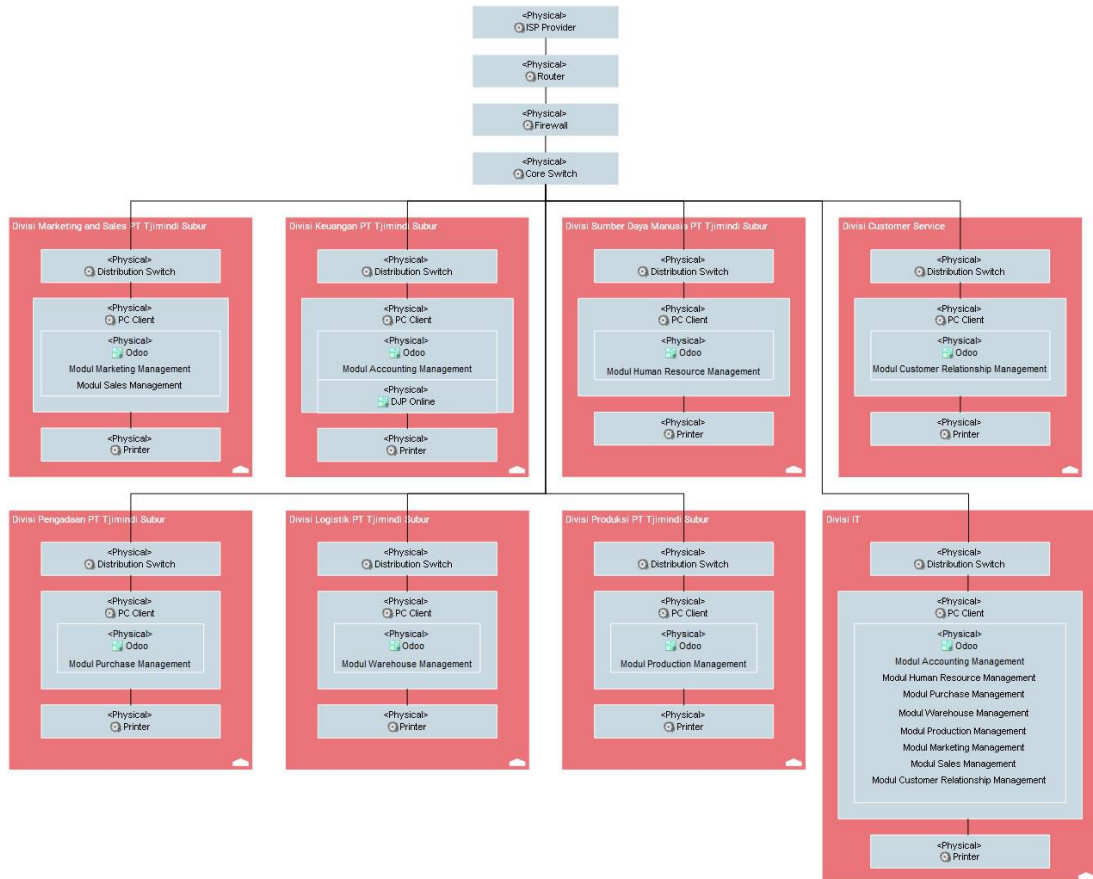 <Physical>
ISP Provider
<Physical>
Router
<Physical>
Firewall
<Physical>
Core Switch
Divisi Marketing and Sales PT Tjimindi Subur
<Physical>
Distribution Switch
<Physical>
PC Client
<Physical>
Odoo
Modul Marketing Management
Modul Sales Management
<Physical>
Printer
Divisi Keuangan PT Tjimindi Subur
<Physical>
Distribution Switch
<Physical>
PC Client
<Physical>
Odoo
Modul Accounting Management
<Physical>
DJP Online
<Physical>
Printer
Divisi Sumber Daya Manusia PT Tjimindi Subur
<Physical>
Distribution Switch
<Physical>
PC Client
<Physical>
Odoo
Modul Human Resource Management
<Physical>
Printer
Divisi Customer Service
<Physical>
Distribution Switch
<Physical>
PC Client
<Physical>
Odoo
Modul Customer Relationship Management
<Physical>
Printer
Divisi Pengadaan PT Tjimindi Subur
<Physical>
Distribution Switch
<Physical>
PC Client
<Physical>
Odoo
Modul Purchase Management
<Physical>
Printer
Divisi Logistik PT Tjimindi Subur
<Physical>
Distribution Switch
<Physical>
PC Client
<Physical>
Odoo
Modul Warehouse Management
<Physical>
Printer
Divisi Produksi PT Tjimindi Subur
<Physical>
Distribution Switch
<Physical>
PC Client
<Physical>
Odoo
Modul Production Management
<Physical>
Printer
Divisi IT
<Physical>
Distribution Switch
<Physical>
PC Client
<Physical>
Odoo
Modul Accounting Management
Modul Human Resource Management
Modul Purchase Management
Modul Warehouse Management
Modul Production Management
Modul Marketing Management
Modul Sales Management
Modul Customer Relationship Management
<Physical>
Printer